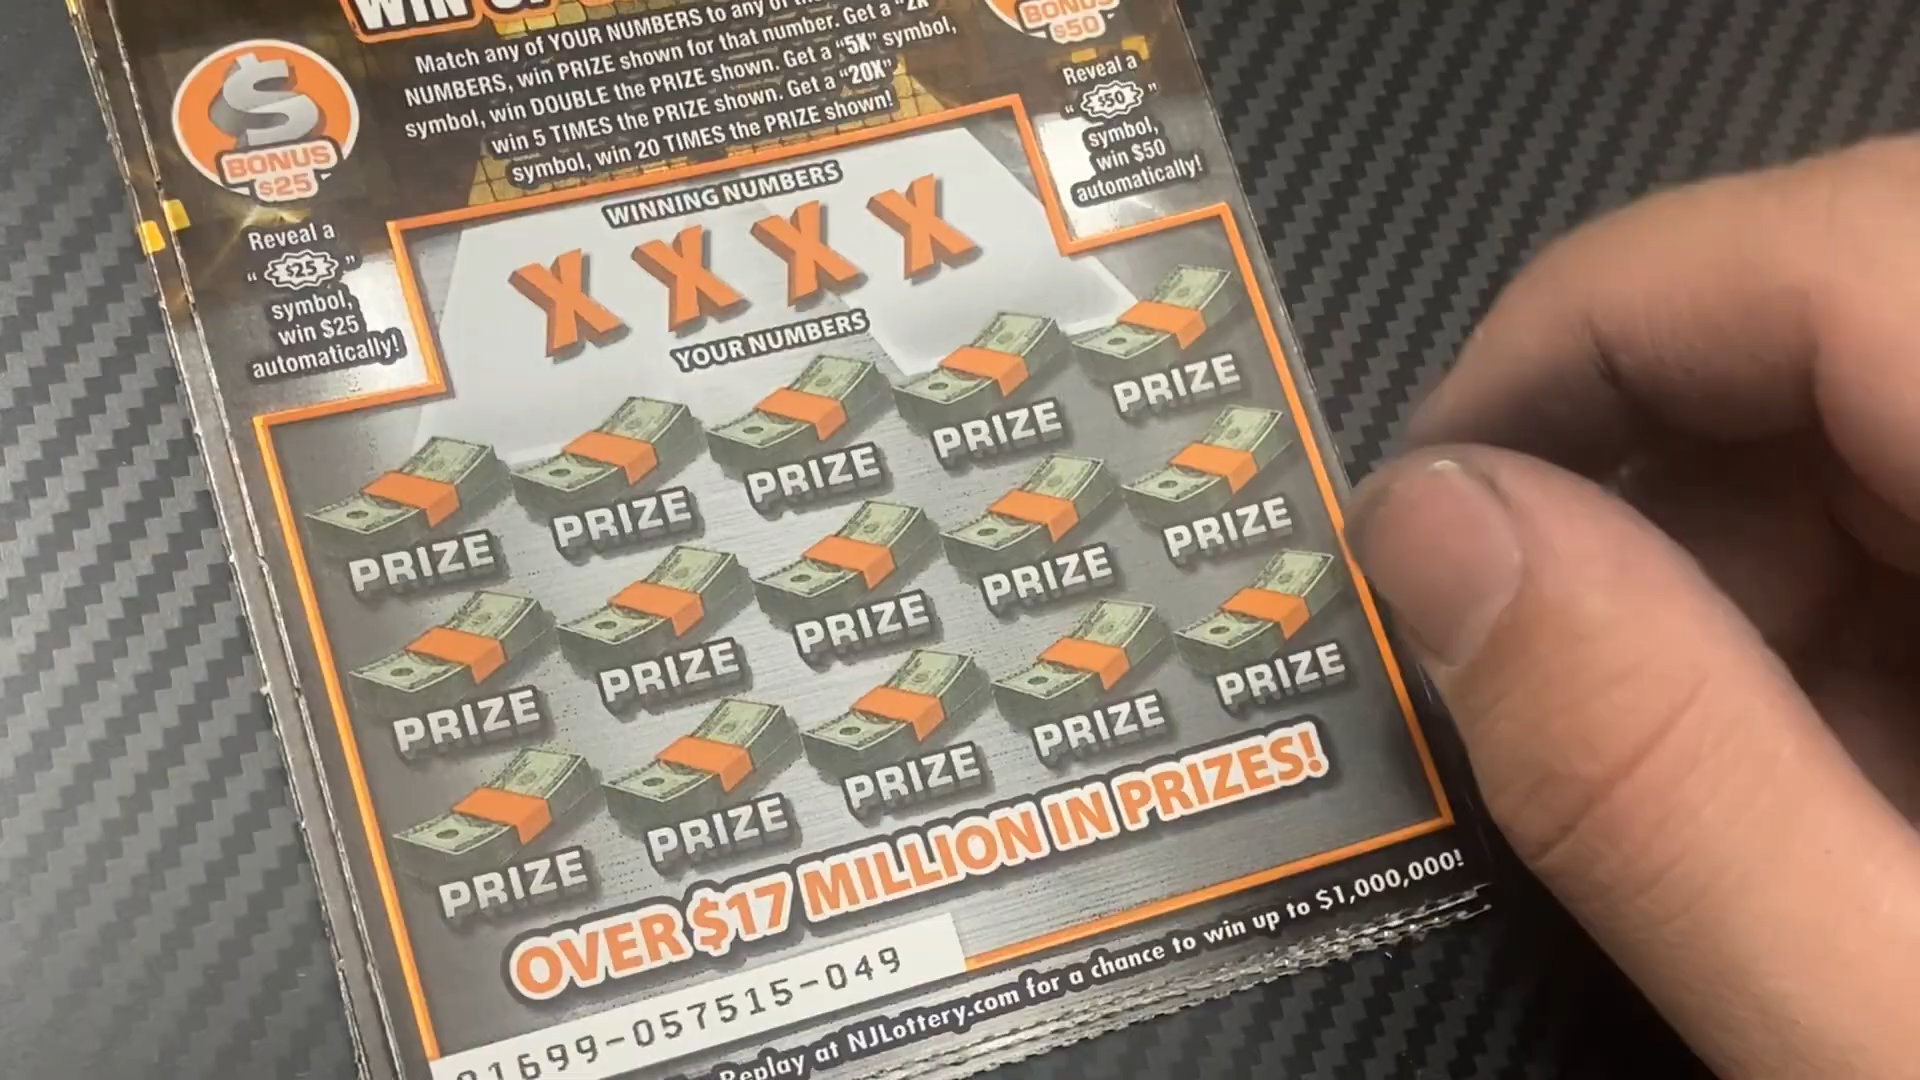 WIN UP
Match any of YOUR NUMBERS to any of the
NUMBERS, win PRIZE shown for that number. Get a "2X"
symbol, win DOUBLE the PRIZE shown. Get a "5X" symbol,
win 5 TIMES the PRIZE shown. Get a "20X"
symbol, win 20 TIMES the PRIZE shown!
$
BONUS
$25
Reveal a
"$25"
symbol,
win $25
automatically!
BONUS
$50
Reveal a
"$50"
symbol,
win $50
automatically!
WINNING NUMBERS
X X X X
YOUR NUMBERS
PRIZE PRIZE PRIZE PRIZE PRIZE
PRIZE PRIZE PRIZE PRIZE PRIZE
PRIZE PRIZE PRIZE PRIZE PRIZE
OVER $17 MILLION IN PRIZES!
01699-057515-049
Replay at NJLottery.com for a chance to win up to $1,000,000!